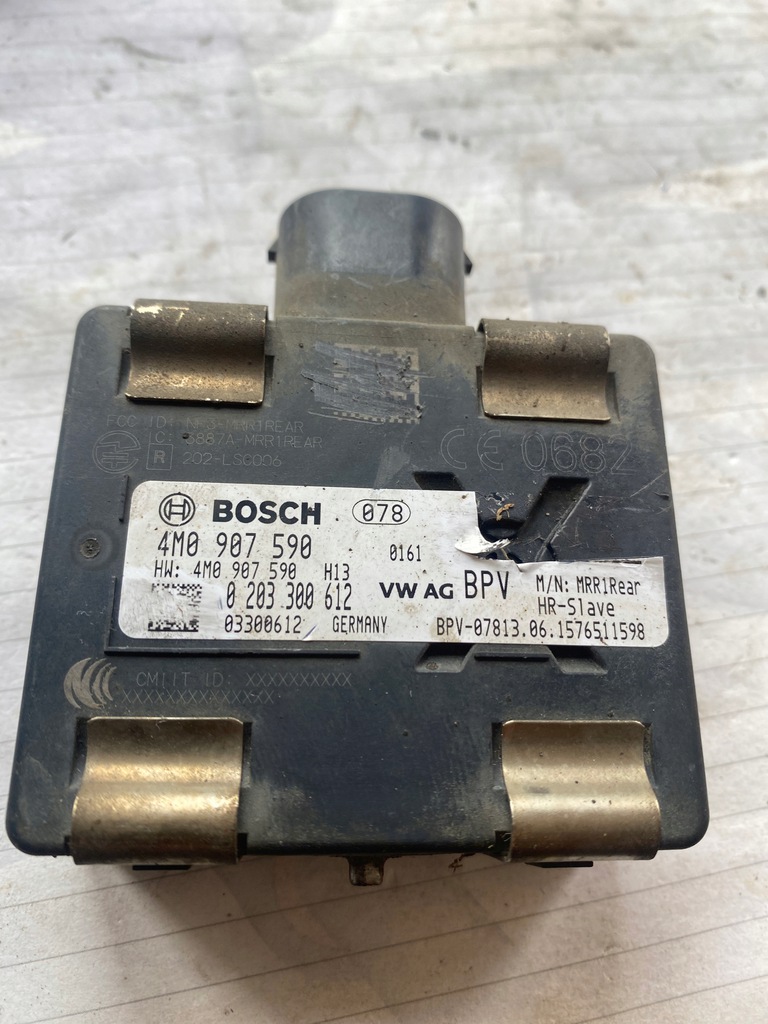 FCC ID: NF3-MRR1REAR
IC: 3887A-MRR1REAR
R 202-LSG006
CE 0682
BOSCH 078
4M0 907 590 0161
HW: 4M0 907 590 H13
0 203 300 612 VW AG BPV M/N: MRR1Rear
HR-Slave
03300612 GERMANY BPV-07813.06.1576511598
CMIIT ID: XXXXXXXXXX
XXXXXXXXXXXXXX